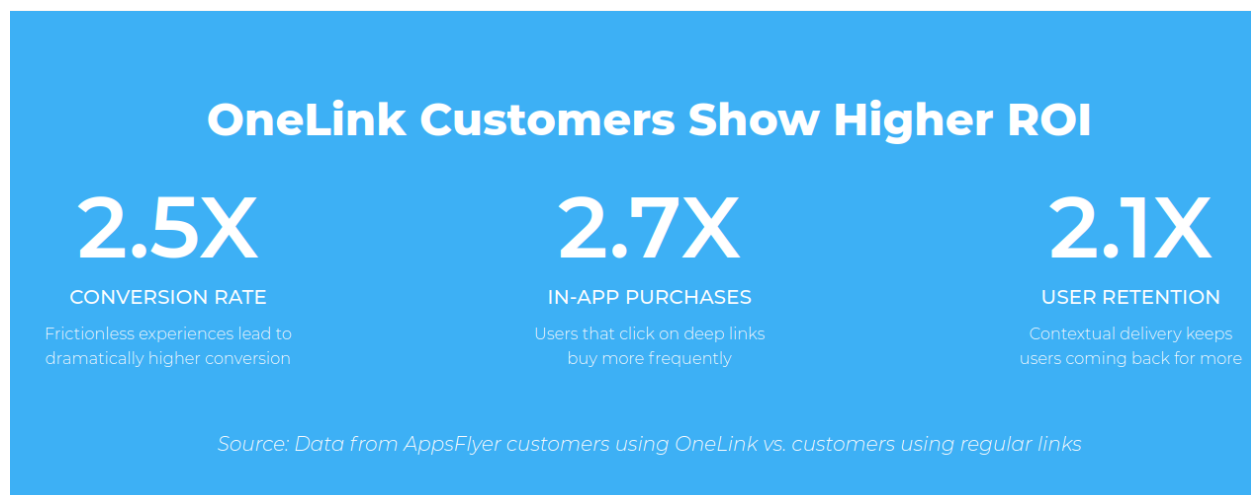 OneLink Customers Show Higher ROI
2.5X
CONVERSION RATE
Frictionless experiences lead to
dramatically higher conversion
2.7X
IN-APP PURCHASES
Users that click on deep links
buy more frequently
2.1X
USER RETENTION
Contextual delivery keeps
users coming back for more
Source: Data from AppsFlyer customers using OneLink vs. customers using regular links